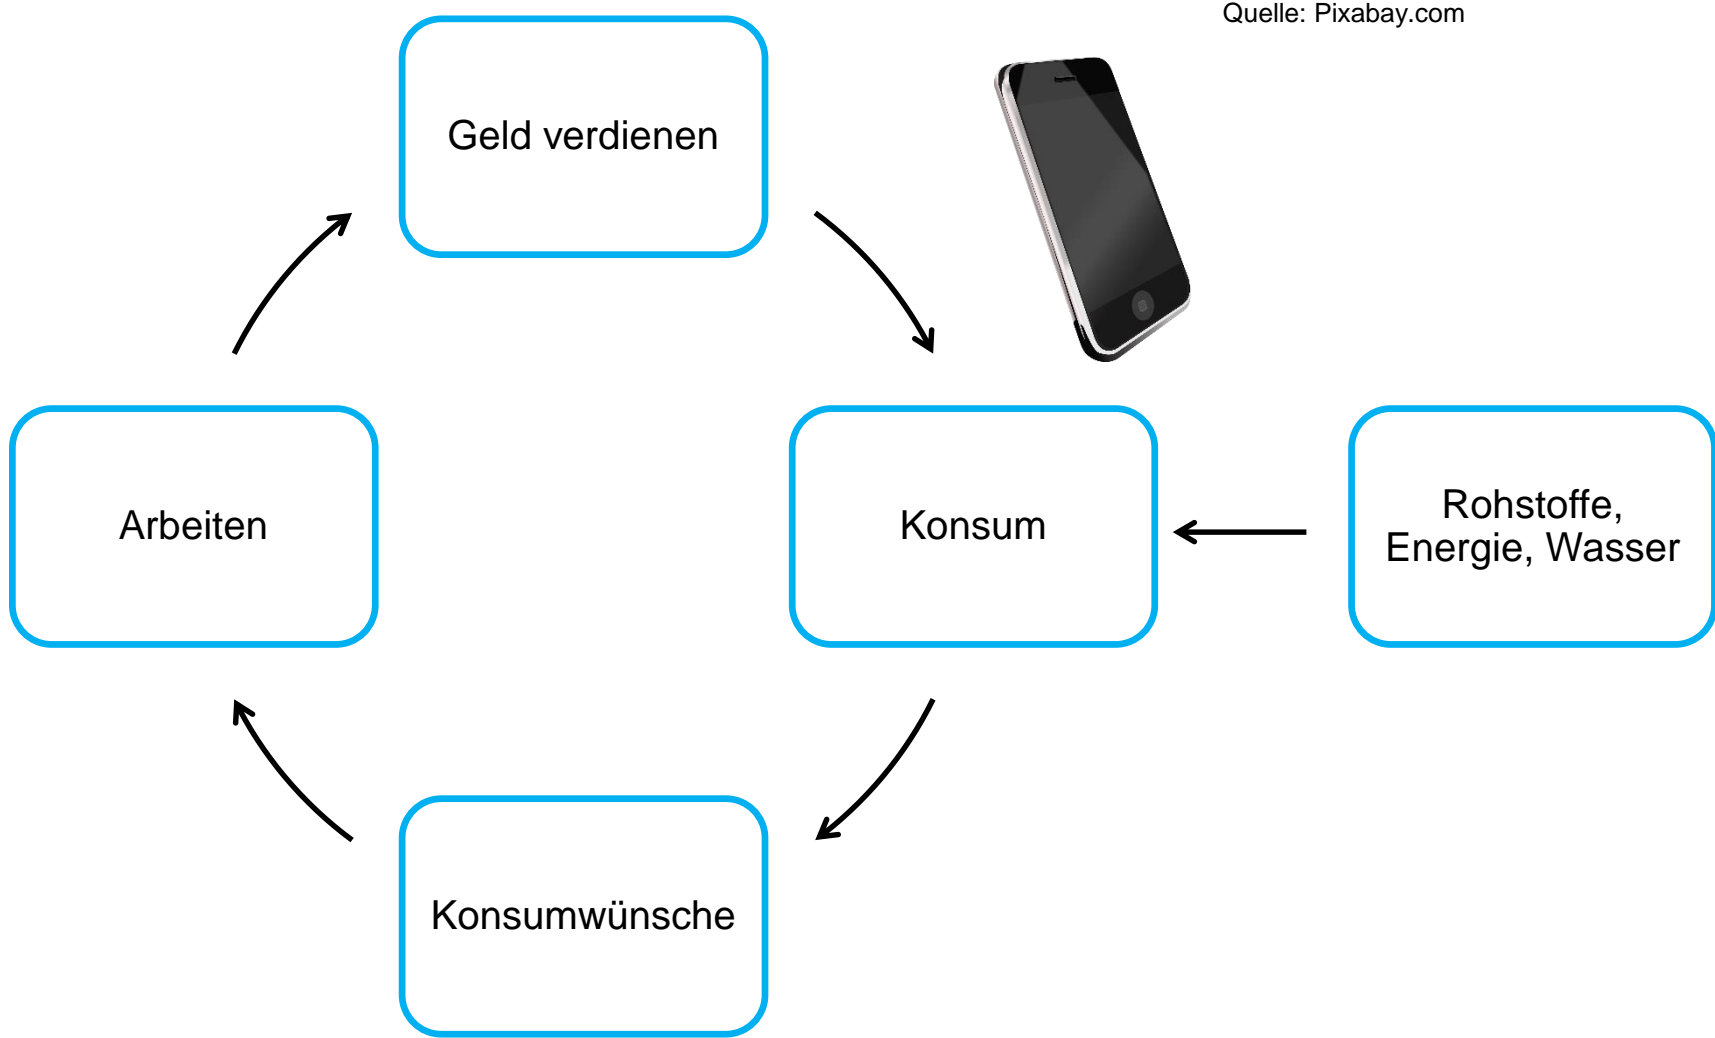 Quelle: Pixabay.com
Geld verdienen
Arbeiten
Konsum
Rohstoffe,
Energie, Wasser
Konsumwünsche